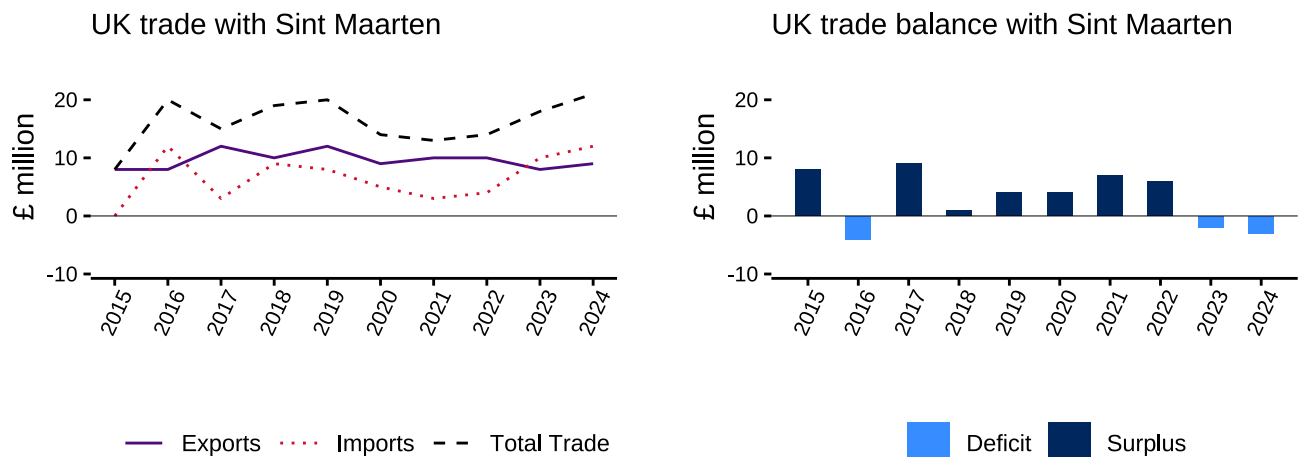 UK trade with Sint Maarten
£ million
20
10
0
-10
2015 2016 2017 2018 2019 2020 2021 2022 2023 2024
Exports Imports Total Trade
UK trade balance with Sint Maarten
£ million
20
10
0
-10
2015 2016 2017 2018 2019 2020 2021 2022 2023 2024
Deficit Surplus